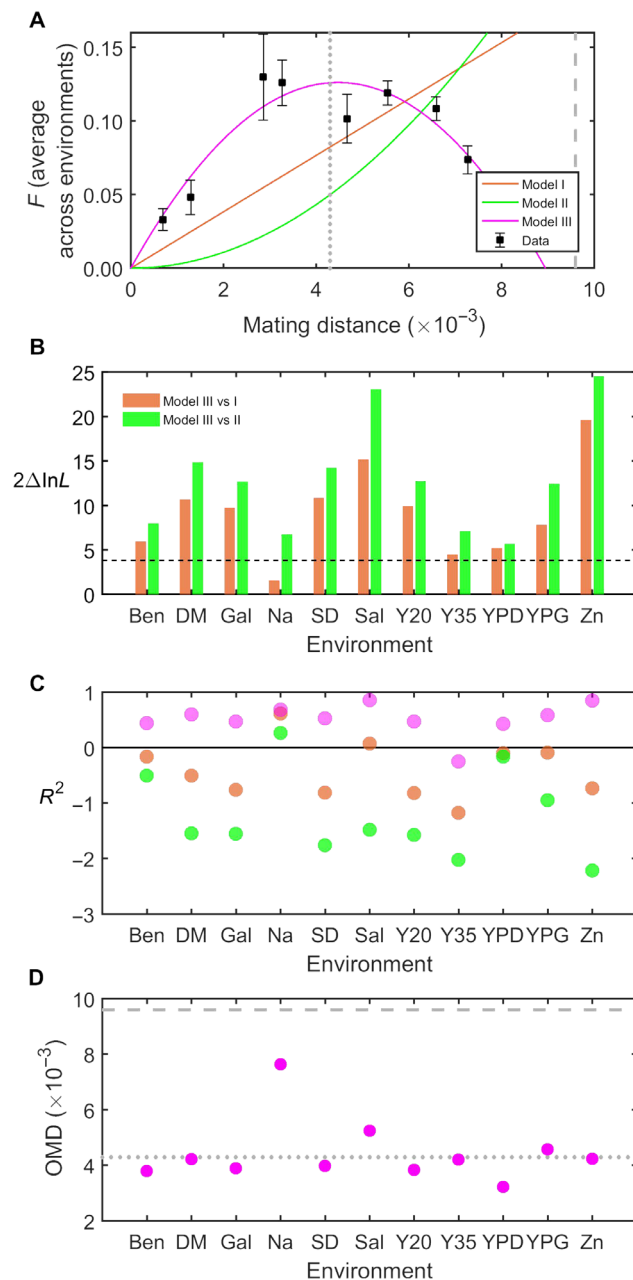 A
F (average
across environments)
0.15
0.10
0.05
0.00
0
2
4
6
8
10
Model I
Model II
Model III
Data
Mating distance (×10⁻³)
B
2ΔlnL
25
20
15
10
5
0
Model III vs I
Model III vs II
Ben DM Gal Na SD Sal Y20 Y35 YPD YPG Zn
Environment
C
R²
1
0
−1
−2
−3
Ben DM Gal Na SD Sal Y20 Y35 YPD YPG Zn
Environment
D
OMD (×10⁻³)
10
8
6
4
2
Ben DM Gal Na SD Sal Y20 Y35 YPD YPG Zn
Environment